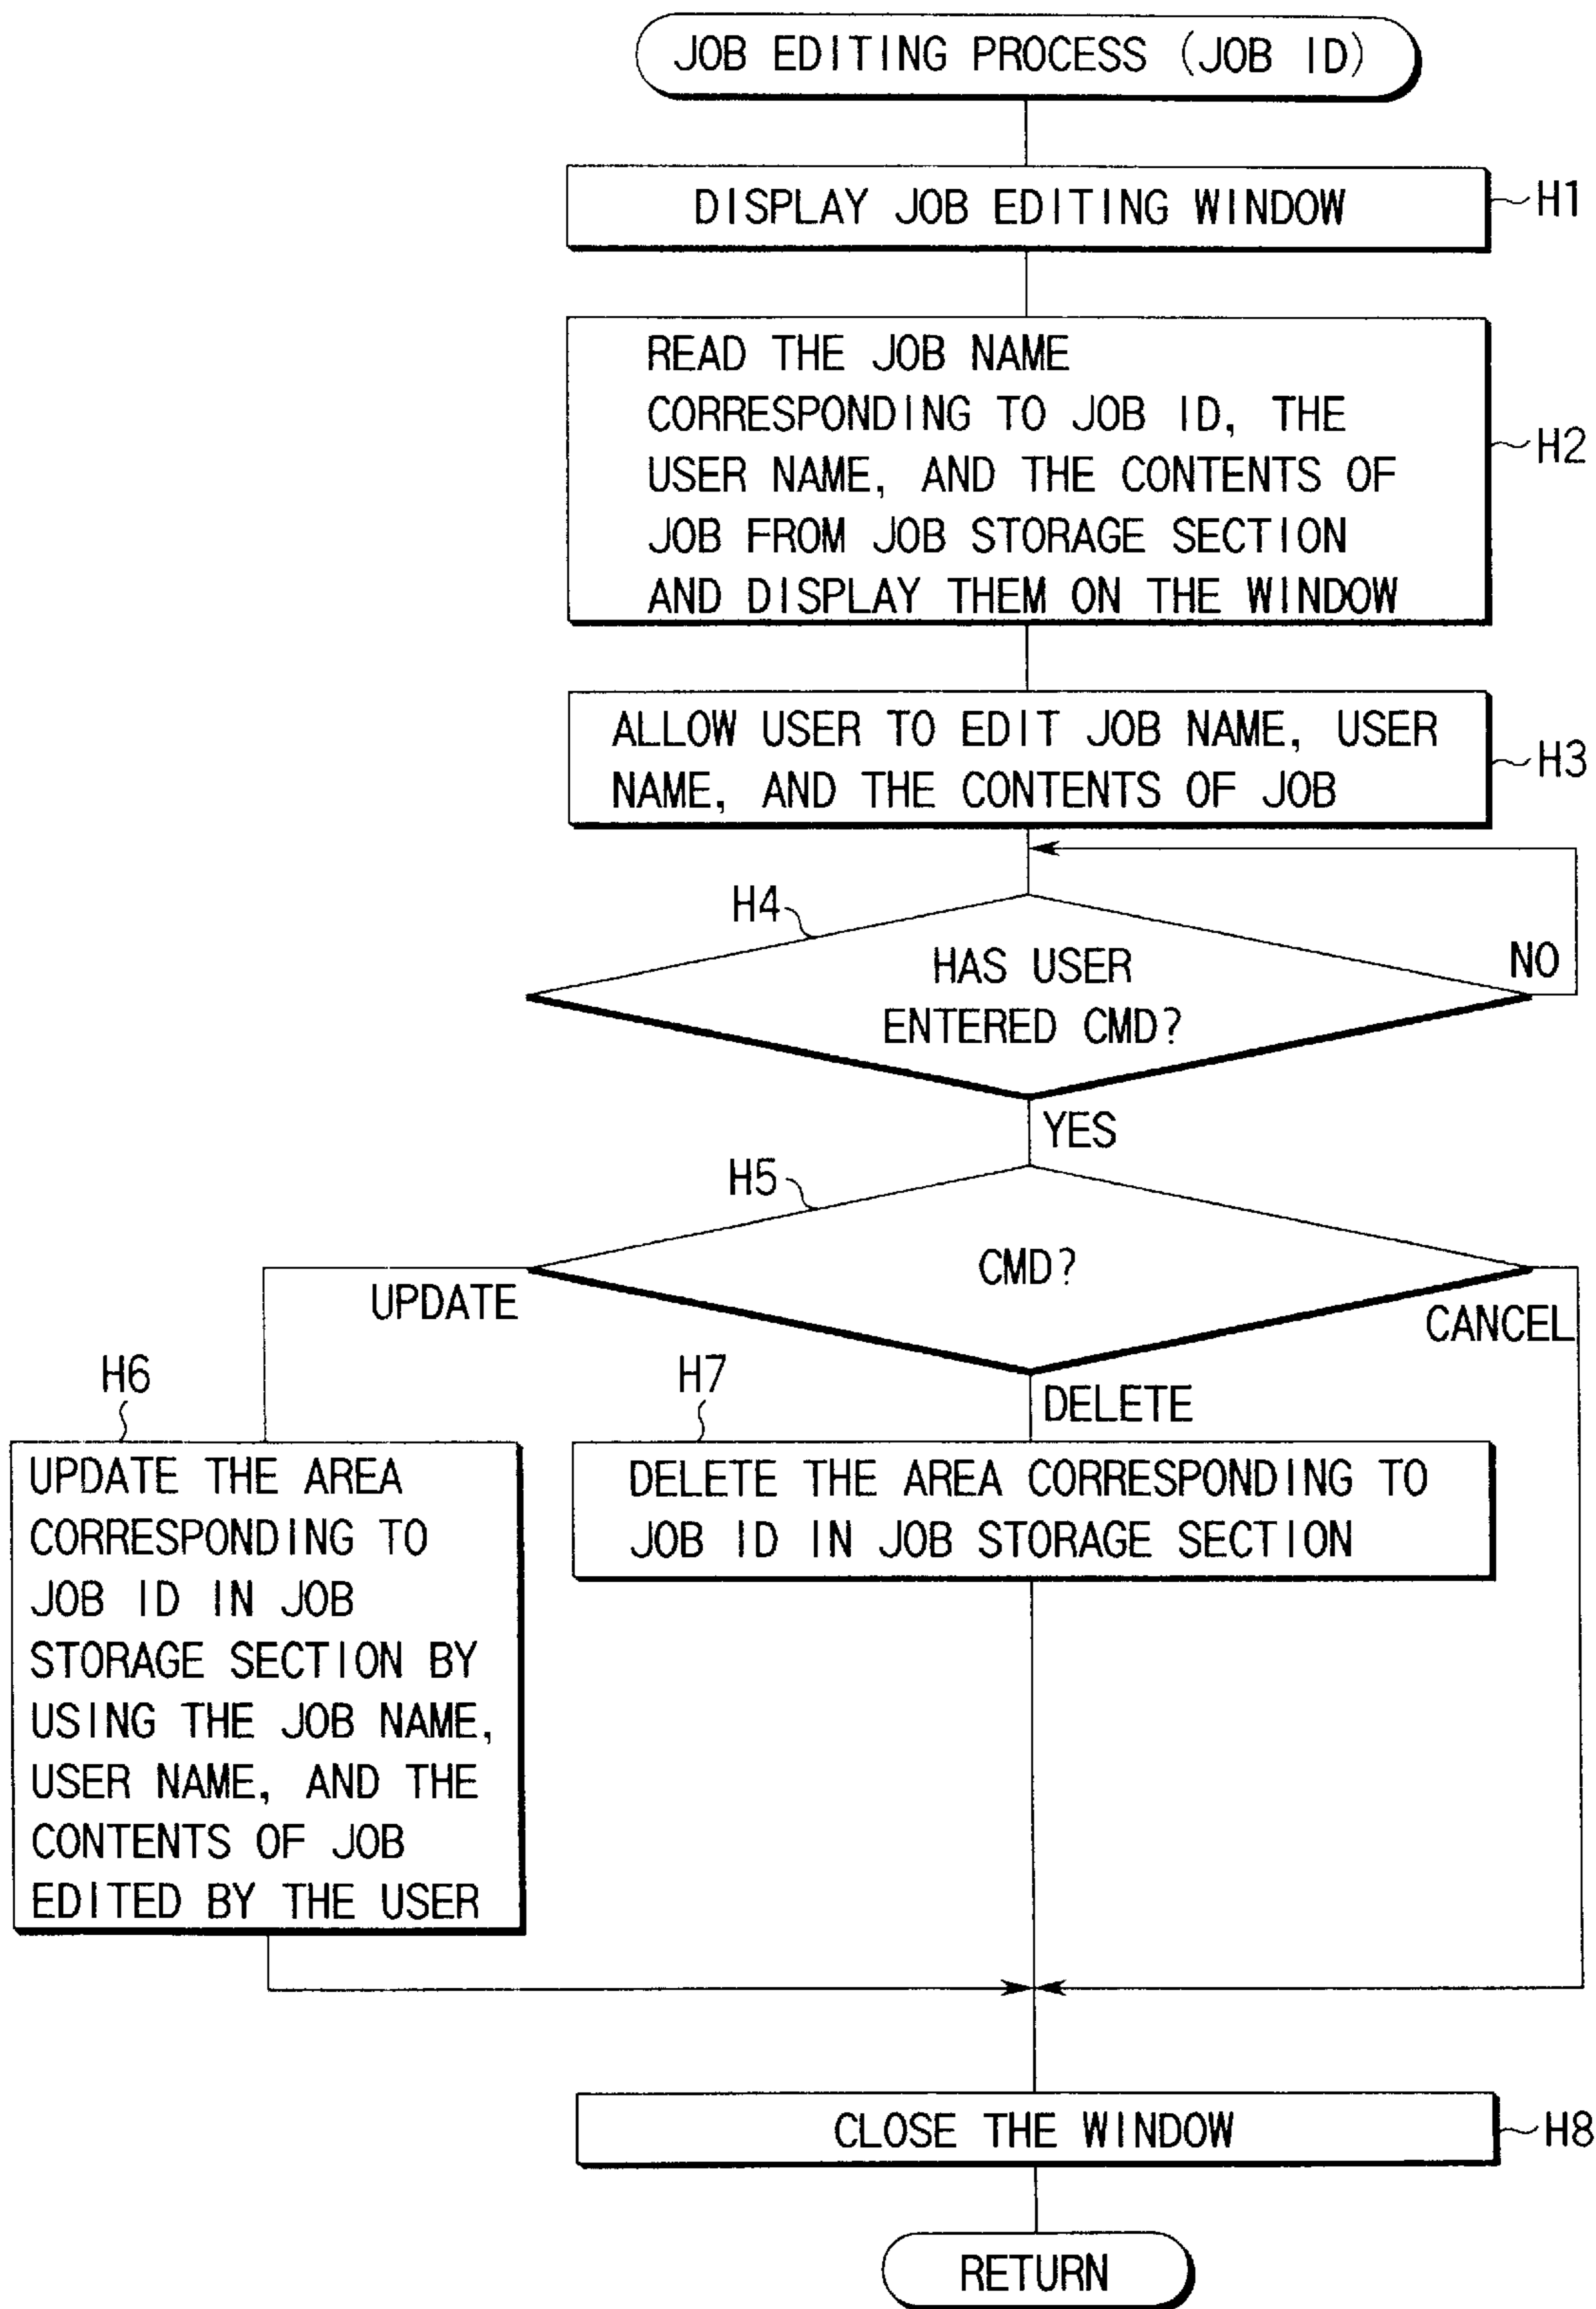 JOB EDITING PROCESS (JOB ID)
DISPLAY JOB EDITING WINDOW
H1
READ THE JOB NAME
CORRESPONDING TO JOB ID, THE
USER NAME, AND THE CONTENTS OF
JOB FROM JOB STORAGE SECTION
AND DISPLAY THEM ON THE WINDOW
H2
ALLOW USER TO EDIT JOB NAME, USER
NAME, AND THE CONTENTS OF JOB
H3
H4
HAS USER
ENTERED CMD?
NO
YES
H5
CMD?
UPDATE
CANCEL
DELETE
H6
UPDATE THE AREA
CORRESPONDING TO
JOB ID IN JOB
STORAGE SECTION BY
USING THE JOB NAME,
USER NAME, AND THE
CONTENTS OF JOB
EDITED BY THE USER
H7
DELETE THE AREA CORRESPONDING TO
JOB ID IN JOB STORAGE SECTION
CLOSE THE WINDOW
H8
RETURN